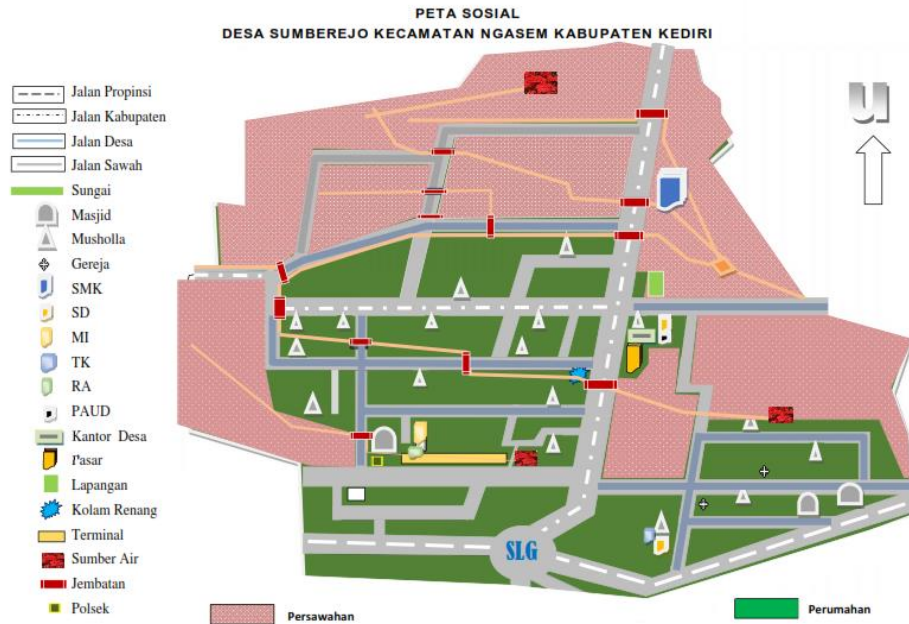 PETA SOSIAL
DESA SUMBEREJO KECAMATAN NGASEM KABUPATEN KEDIRI
Jalan Propinsi
Jalan Kabupaten
Jalan Desa
Jalan Sawah
Sungai
Masjid
Musholla
Gereja
SMK
SD
MI
TK
RA
PAUD
Kantor Desa
Pasar
Lapangan
Kolam Renang
Terminal
Sumber Air
Jembatan
Polsek
u
SLG
Persawahan
Perumahan